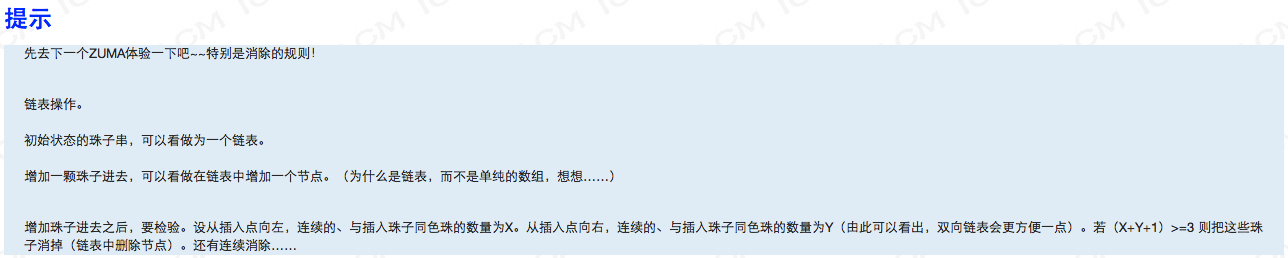 提示
先去下一个ZUMA体验一下吧~~特别是消除的规则！
链表操作。
初始状态的珠子串，可以看做为一个链表。
增加一颗珠子进去，可以看做在链表中增加一个节点。（为什么是链表，而不是单纯的数组，想想……）
增加珠子进去之后，要检验。设从插入点向左，连续的、与插入珠子同色珠的数量为X。从插入点向右，连续的、与插入珠子同色珠的数量为Y（由此可以看出，双向链表会更方便一点）。若（X+Y+1）>=3 则把这些珠
子消掉（链表中删除节点）。还有连续消除……